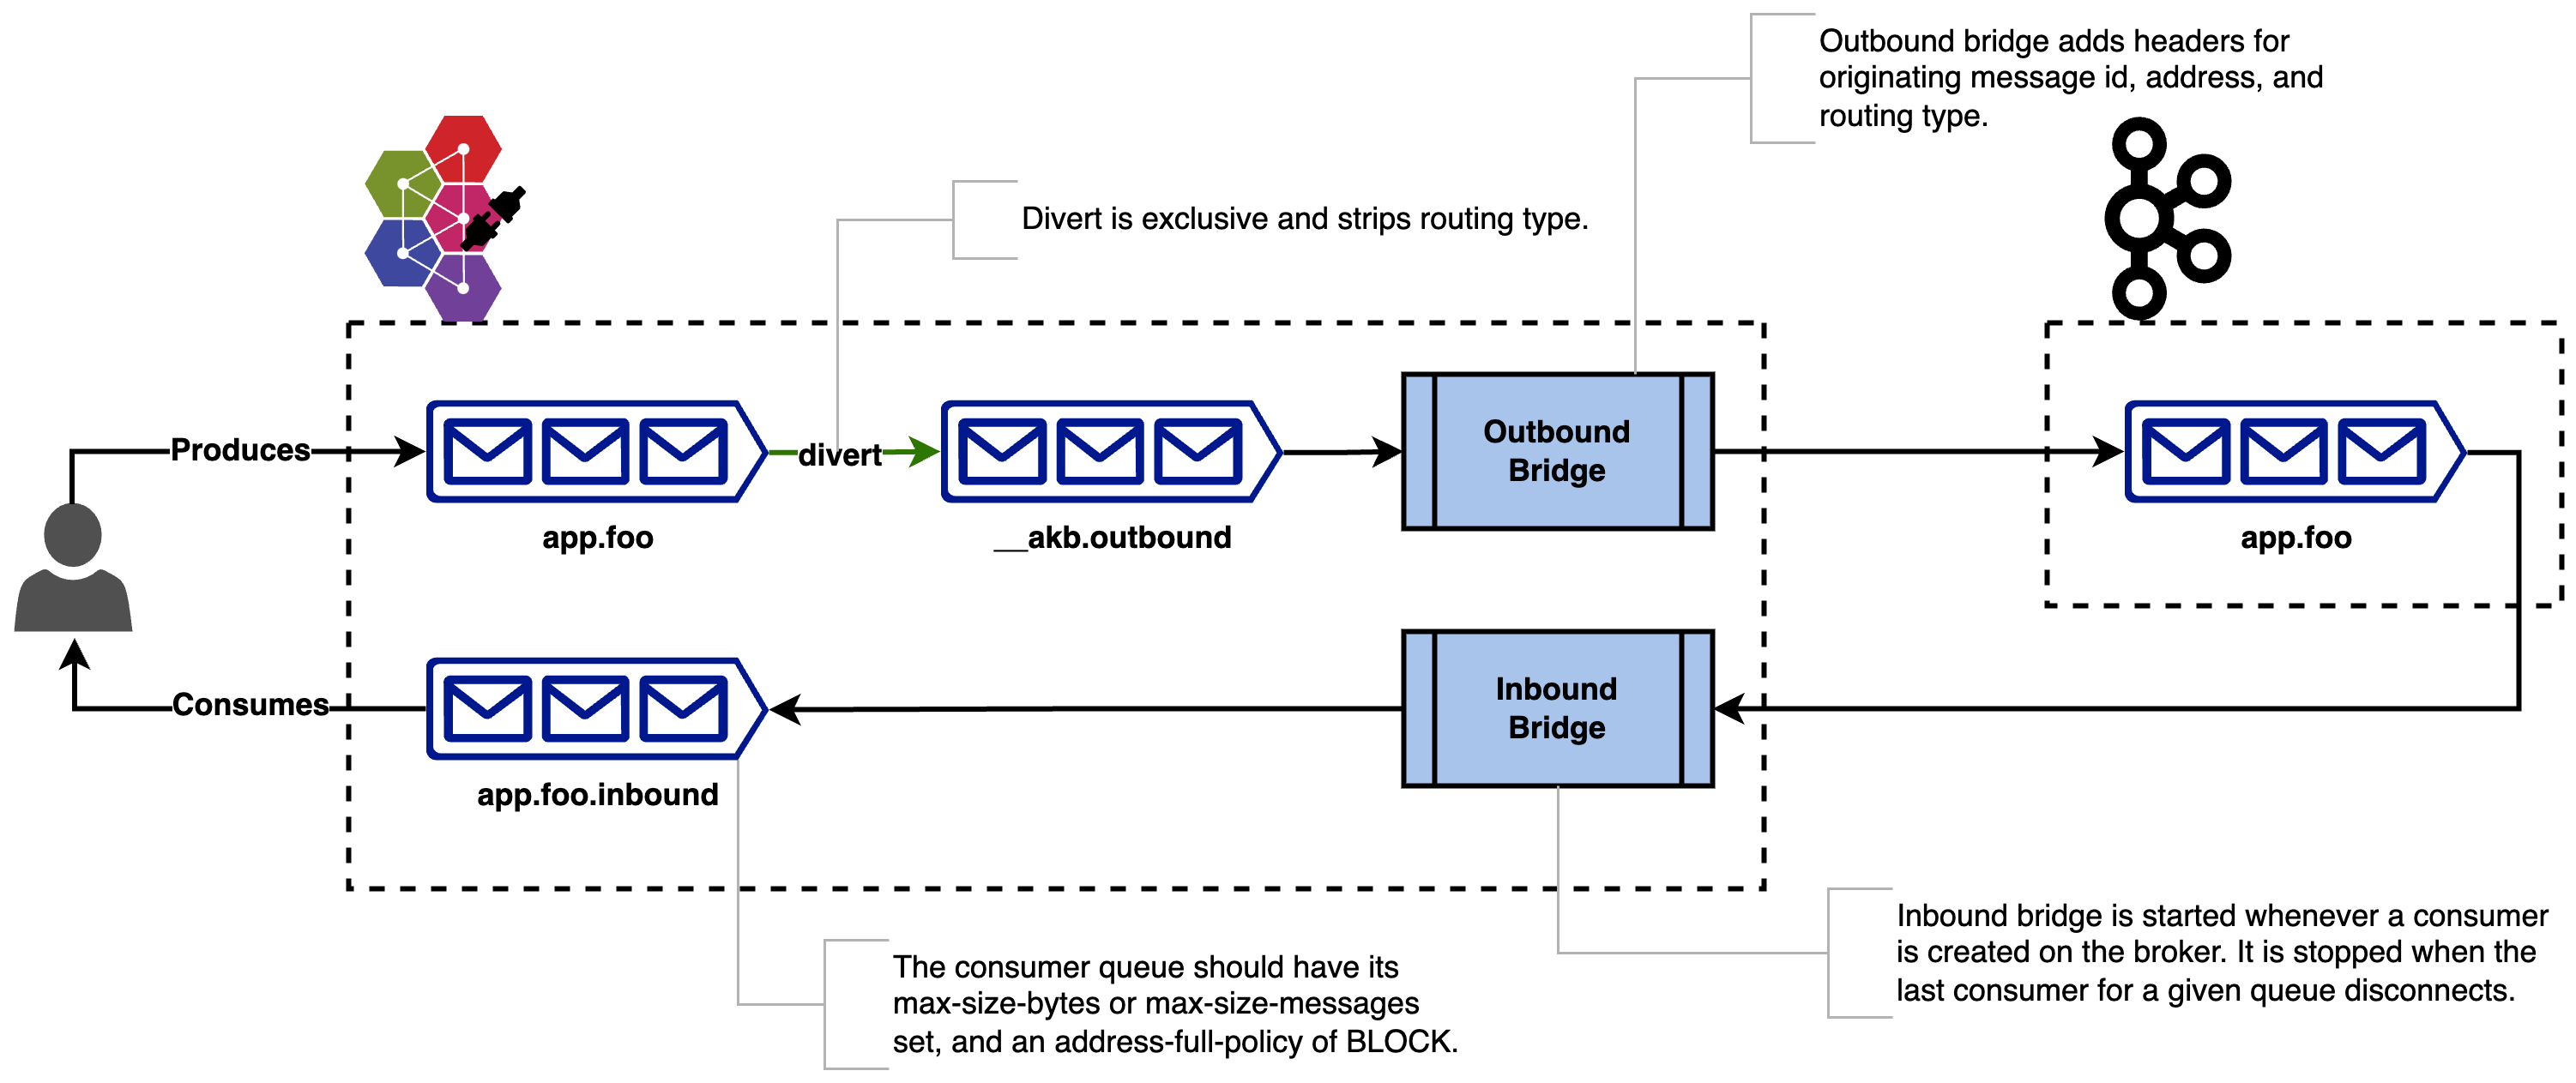 Outbound bridge adds headers for
originating message id, address, and
routing type.
Divert is exclusive and strips routing type.
Produces
divert
Outbound
Bridge
app.foo
__akb.outbound
app.foo
Consumes
Inbound
Bridge
app.foo.inbound
Inbound bridge is started whenever a consumer
is created on the broker. It is stopped when the
last consumer for a given queue disconnects.
The consumer queue should have its
max-size-bytes or max-size-messages
set, and an address-full-policy of BLOCK.